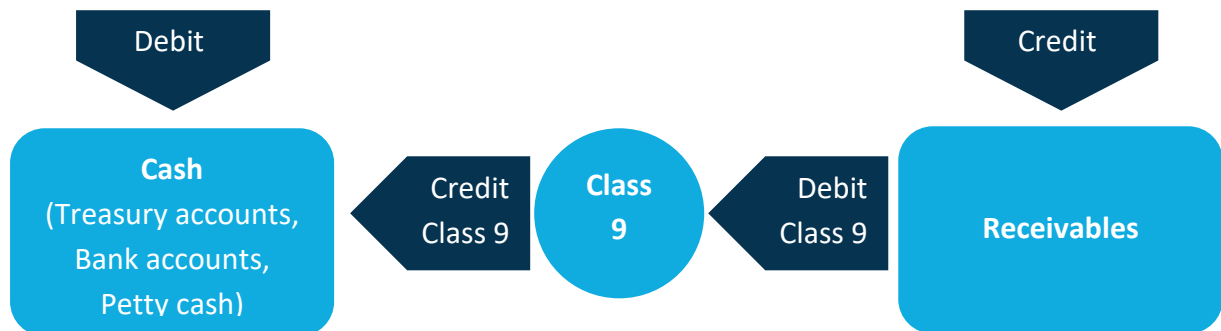 Debit
Credit
Cash
(Treasury accounts,
Bank accounts,
Petty cash)
Credit
Class 9
Class
9
Debit
Class 9
Receivables